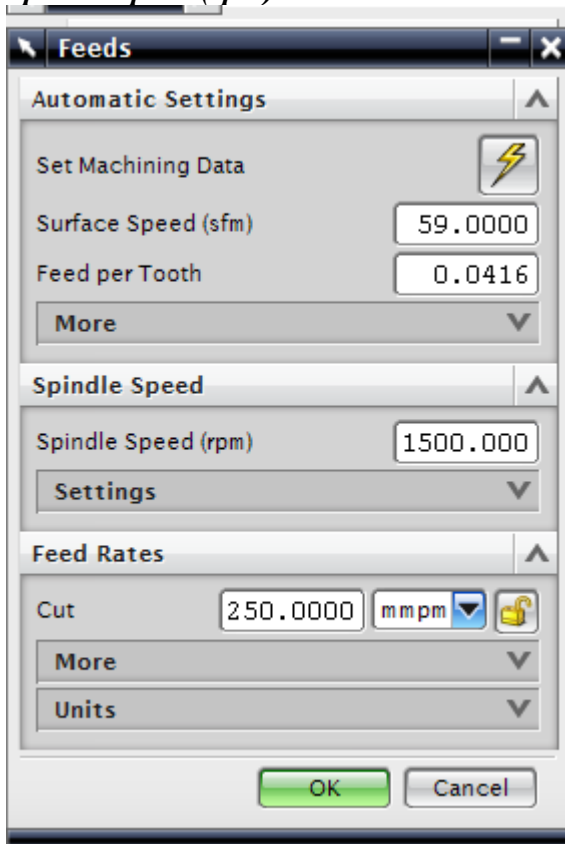 Feeds
Automatic Settings
Set Machining Data
Surface Speed (sfm) 59.0000
Feed per Tooth 0.0416
More
Spindle Speed
Spindle Speed (rpm) 1500.000
Settings
Feed Rates
Cut 250.0000 mmpm
More
Units
OK Cancel